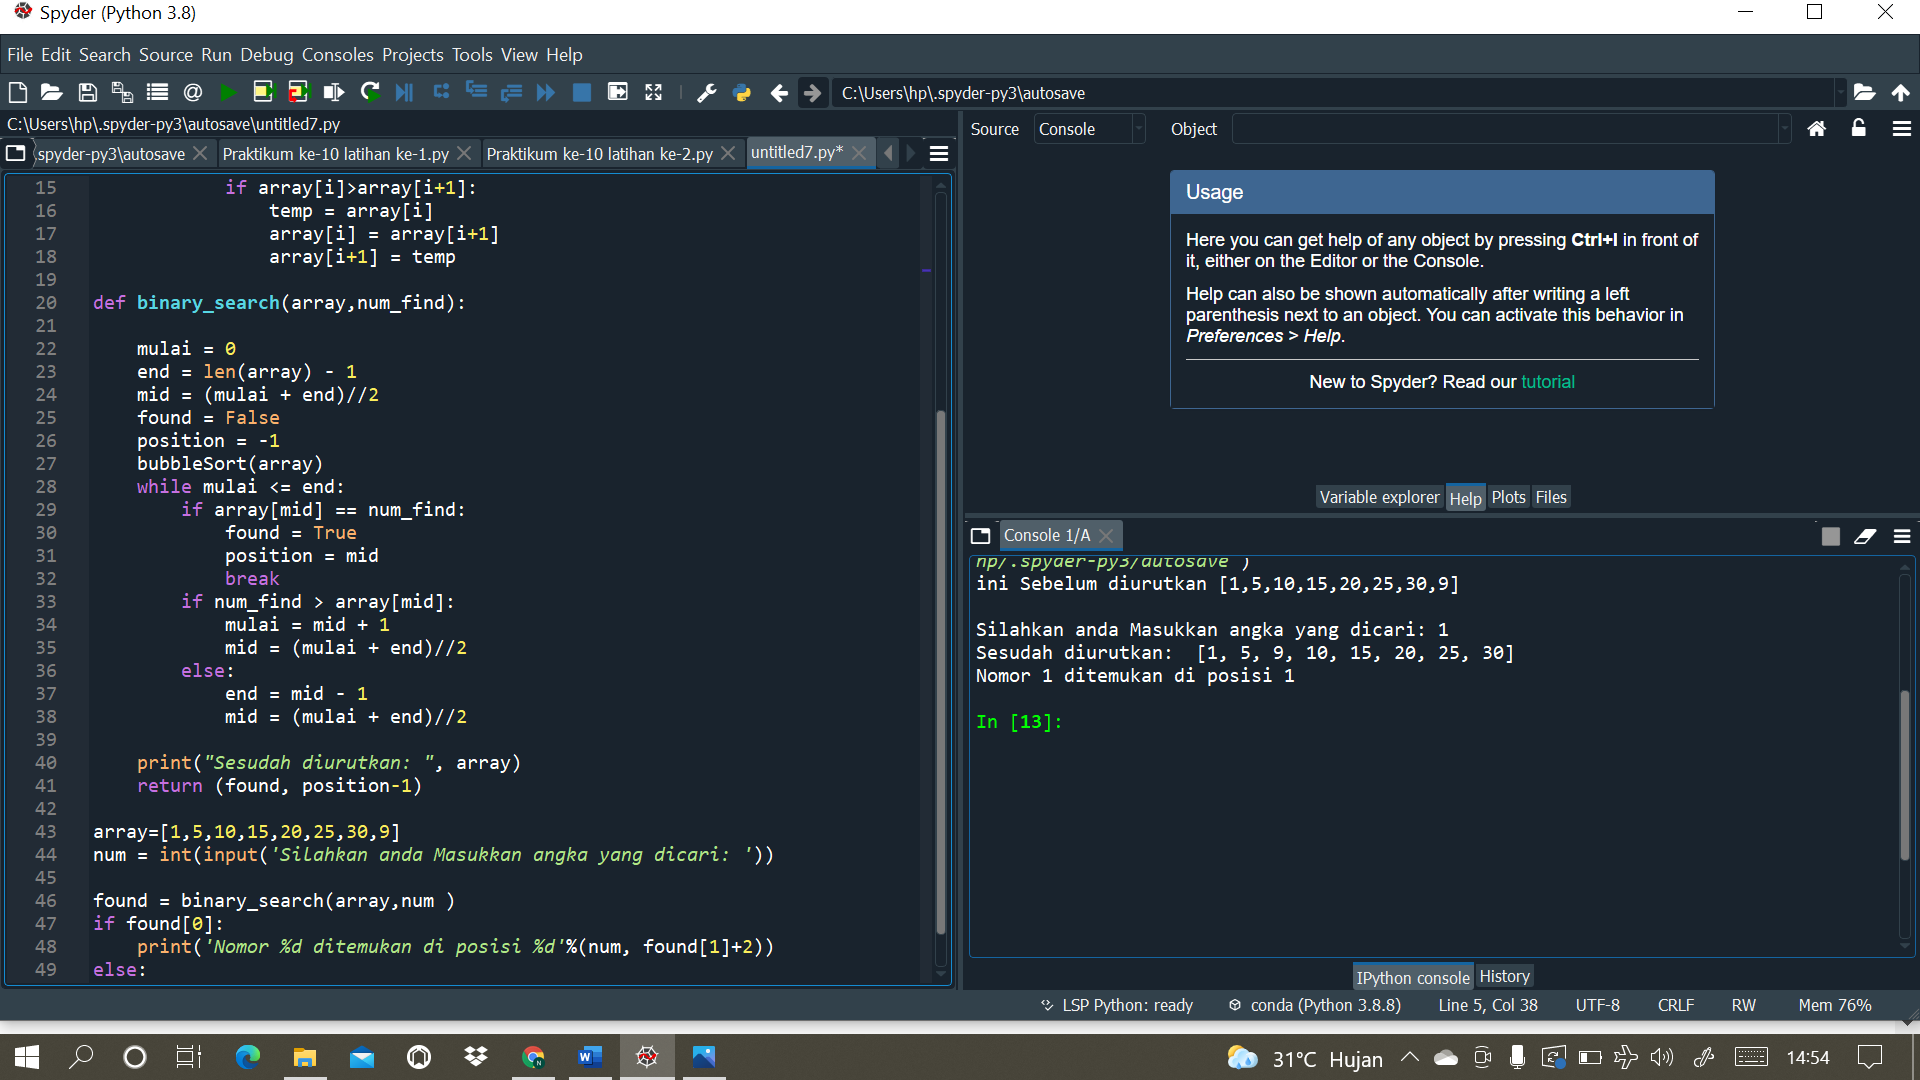 Spyder (Python 3.8)
File Edit Search Source Run Debug Consoles Projects Tools View Help
C:\Users\hp\.spyder-py3\autosave
C:\Users\hp\.spyder-py3\autosave\untitled7.py
spyder-py3\autosave
Praktikum ke-10 latihan ke-1.py
Praktikum ke-10 latihan ke-2.py
untitled7.py*
15 if array[i]>array[i+1]:
16 temp = array[i]
17 array[i] = array[i+1]
18 array[i+1] = temp
19
20 def binary_search(array,num_find):
21
22 mulai = 0
23 end = len(array) - 1
24 mid = (mulai + end)//2
25 found = False
26 position = -1
27 bubbleSort(array)
28 while mulai <= end:
29 if array[mid] == num_find:
30 found = True
31 position = mid
32 break
33 if num_find > array[mid]:
34 mulai = mid + 1
35 mid = (mulai + end)//2
36 else:
37 end = mid - 1
38 mid = (mulai + end)//2
39
40 print("Sesudah diurutkan: ", array)
41 return (found, position-1)
42
43 array=[1,5,10,15,20,25,30,9]
44 num = int(input('Silahkan anda Masukkan angka yang dicari: '))
45
46 found = binary_search(array,num )
47 if found[0]:
48 print('Nomor %d ditemukan di posisi %d'%(num, found[1]+2))
49 else:
Source Console Object
Usage
Here you can get help of any object by pressing Ctrl+I in front of
it, either on the Editor or the Console.
Help can also be shown automatically after writing a left
parenthesis next to an object. You can activate this behavior in
Preferences > Help.
New to Spyder? Read our tutorial
Variable explorer Help Plots Files
Console 1/A
hp/.spyder-py3/autosave')
ini Sebelum diurutkan [1,5,10,15,20,25,30,9]
Silahkan anda Masukkan angka yang dicari: 1
Sesudah diurutkan:  [1, 5, 9, 10, 15, 20, 25, 30]
Nomor 1 ditemukan di posisi 1
In [13]:
IPython console History
LSP Python: ready conda (Python 3.8.8) Line 5, Col 38 UTF-8 CRLF RW Mem 76%
31°C Hujan 14:54